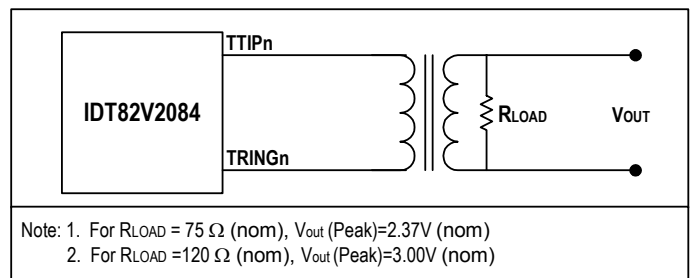 TTIPn
IDT82V2084
RLOAD
VOUT
TRINGn
Note: 1. For RLOAD = 75 Ω (nom), Vout (Peak)=2.37V (nom)
2. For RLOAD =120 Ω (nom), Vout (Peak)=3.00V (nom)